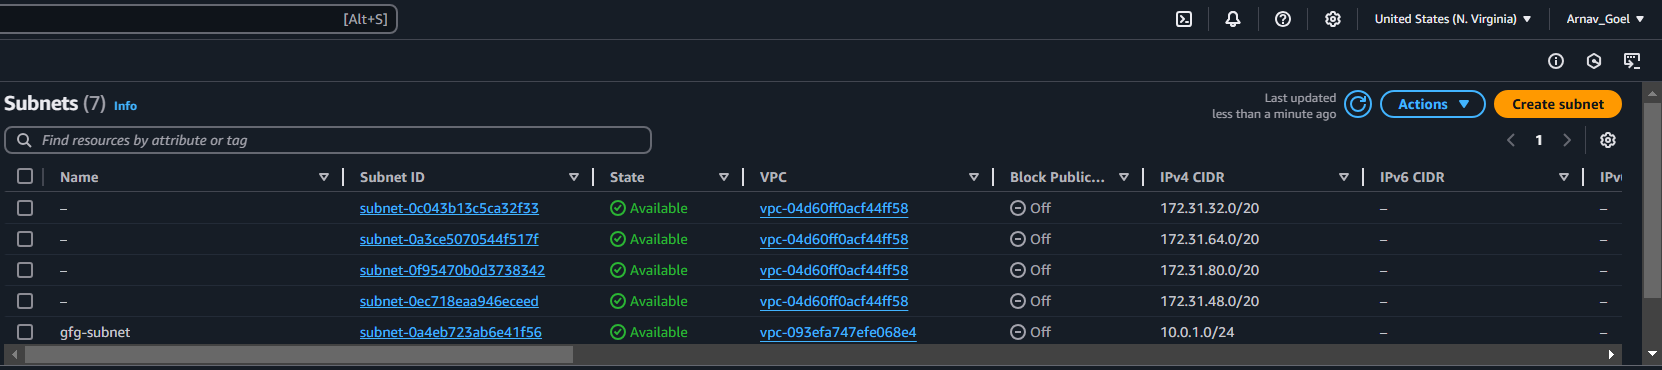 [Alt+S]
United States (N. Virginia)
Arnav_Goel
Subnets (7) Info
Last updated
less than a minute ago
Actions
Create subnet
Find resources by attribute or tag
1
Name Subnet ID State VPC Block Public... IPv4 CIDR IPv6 CIDR
– subnet-0c043b13c5ca32f33 Available vpc-04d60ff0acf44ff58 Off 172.31.32.0/20 – –
– subnet-0a3ce5070544f517f Available vpc-04d60ff0acf44ff58 Off 172.31.64.0/20 – –
– subnet-0f95470b0d3738342 Available vpc-04d60ff0acf44ff58 Off 172.31.80.0/20 – –
– subnet-0ec718eaa946eceed Available vpc-04d60ff0acf44ff58 Off 172.31.48.0/20 – –
gfg-subnet subnet-0a4eb723ab6e41f56 Available vpc-093efa747efe068e4 Off 10.0.1.0/24 – –